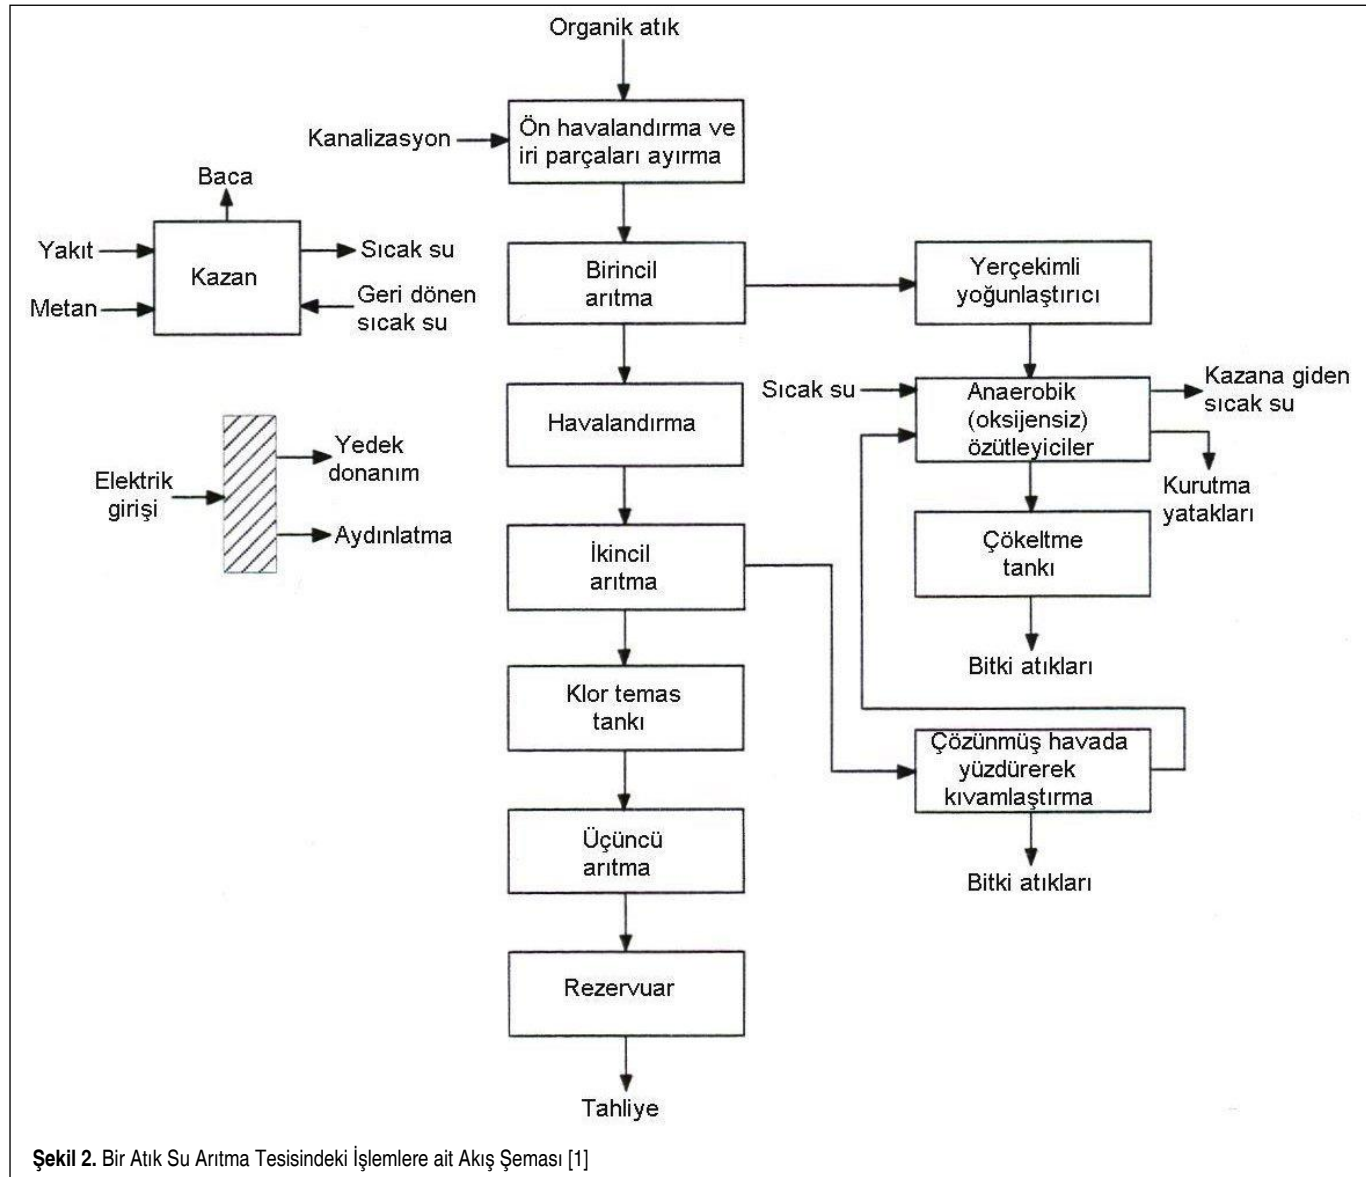 Organik atık
Kanalizasyon
Ön havalandırma ve
iri parçaları ayırma
Baca
Yakıt
Metan
Kazan
Sıcak su
Geri dönen
sıcak su
Birincil
arıtma
Yerçekimli
yoğunlaştırıcı
Sıcak su
Anaerobik
(oksijensiz)
özütleyiciler
Kazana giden
sıcak su
Kurutma
yatakları
Havalandırma
Elektrik
girişi
Yedek
donanım
Aydınlatma
Çökeltme
tankı
Bitki atıkları
İkincil
arıtma
Klor temas
tankı
Çözünmüş havada
yüzdürerek
kıvamlaştırma
Bitki atıkları
Üçüncü
arıtma
Rezervuar
Tahliye
Şekil 2. Bir Atık Su Arıtma Tesisindeki İşlemlere ait Akış Şeması [1]